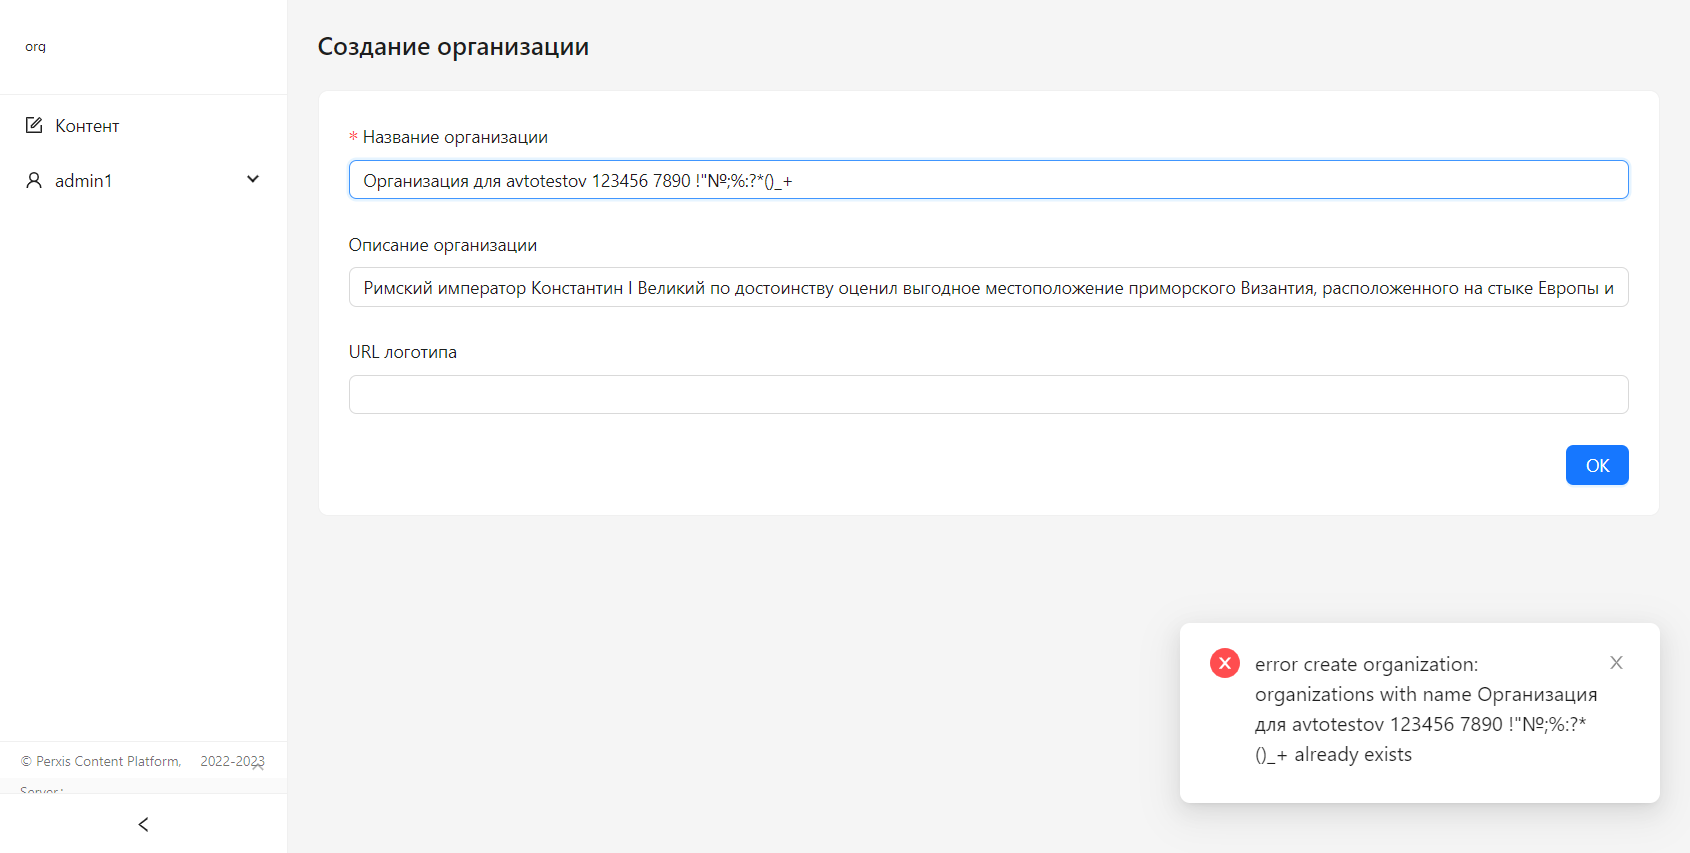 org
Контент
admin1
© Perxis Content Platform, 2022-2023
Server:
Создание организации
* Название организации
Организация для avtotestov 123456 7890 !"№;%:?*()_+
Описание организации
Римский император Константин I Великий по достоинству оценил выгодное местоположение приморского Византия, расположенного на стыке Европы и
URL логотипа
OK
error create organization:
organizations with name Организация
для avtotestov 123456 7890 !"№;%:?*
()_+ already exists